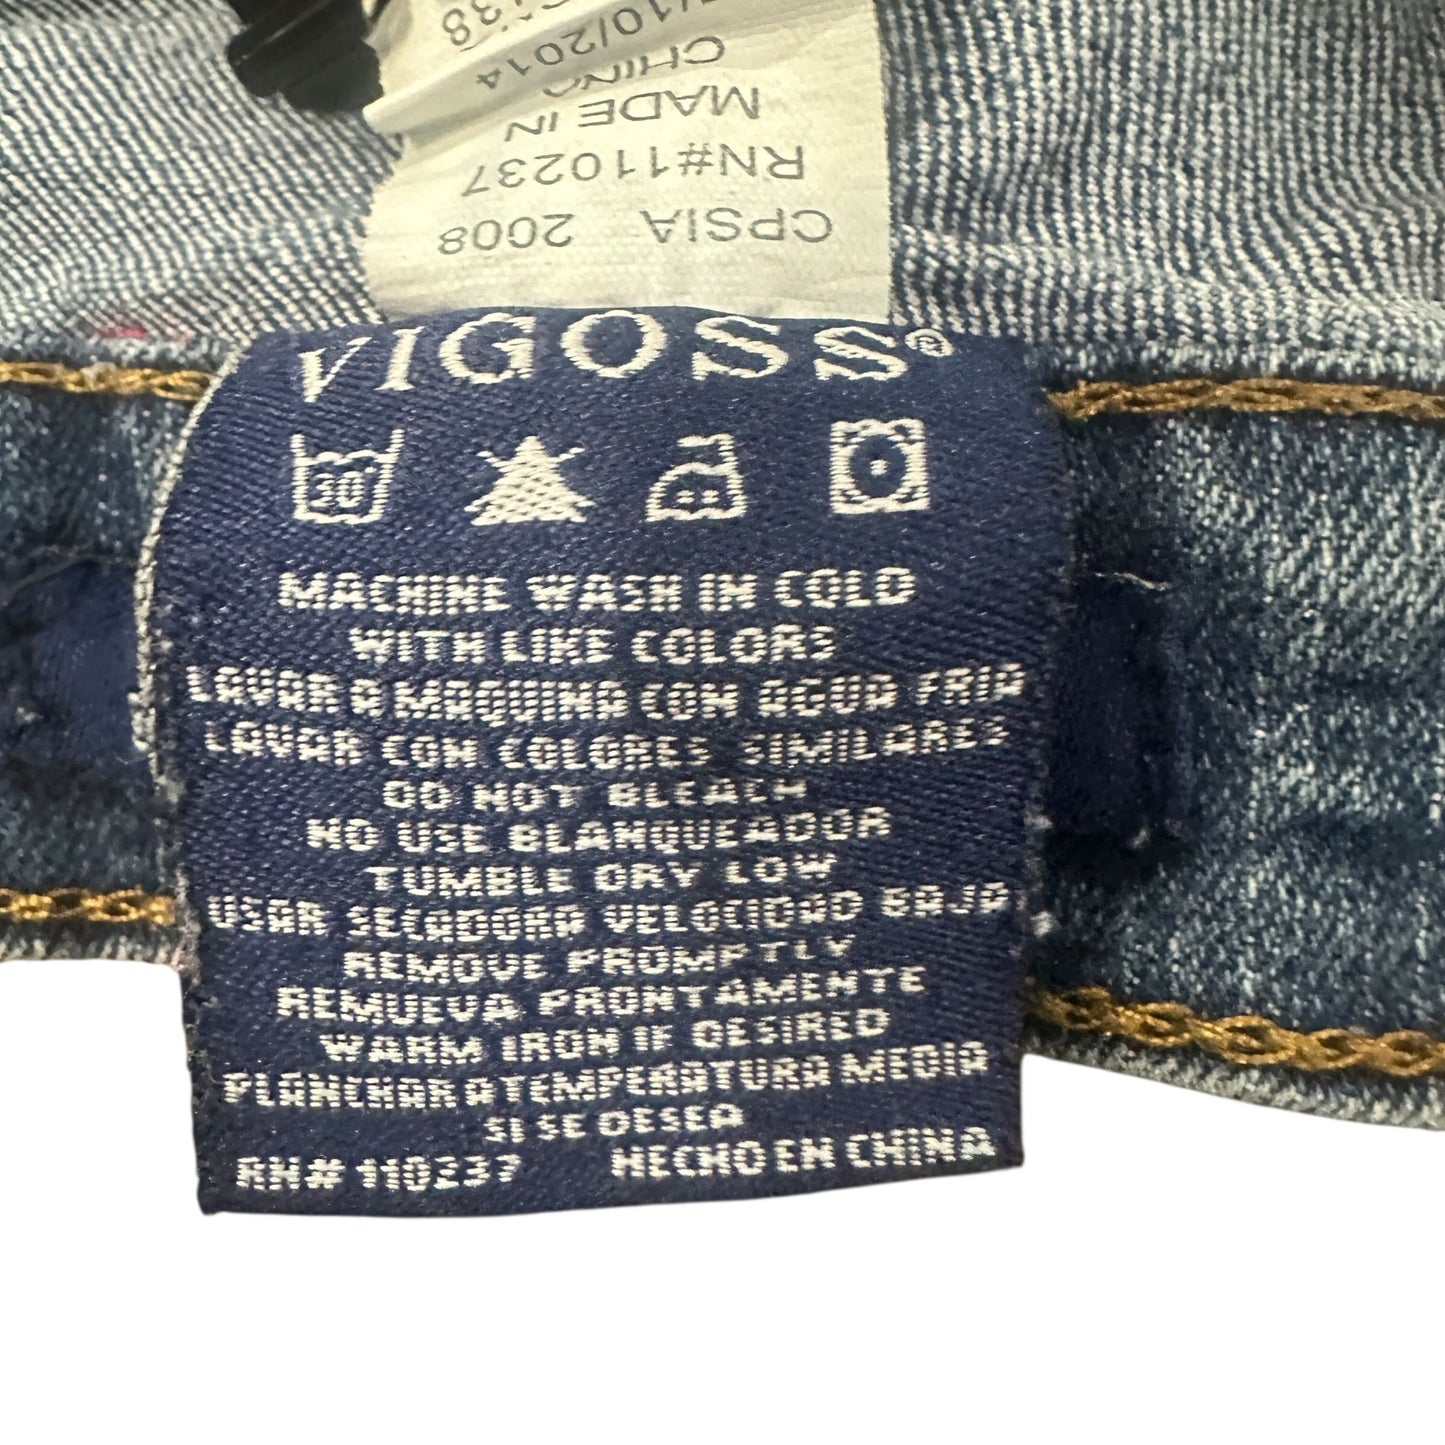 38
/10/2014
CHINA
MADE IN
RN#110237
CPSIA 2008
VIGOSS®
30
MACHINE WASH IN COLD
WITH LIKE COLORS
LAVAR A MAQUINA CON AGUA FRIA
LAVAR CON COLORES SIMILARES
DO NOT BLEACH
NO USE BLANQUEADOR
TUMBLE DRY LOW
USAR SECADORA VELOCIDAD BAJA
REMOVE PROMPTLY
REMUEVA PRONTAMENTE
WARM IRON IF DESIRED
PLANCHAR A TEMPERATURA MEDIA
SI SE DESEA
RN# 110237 HECHO EN CHINA